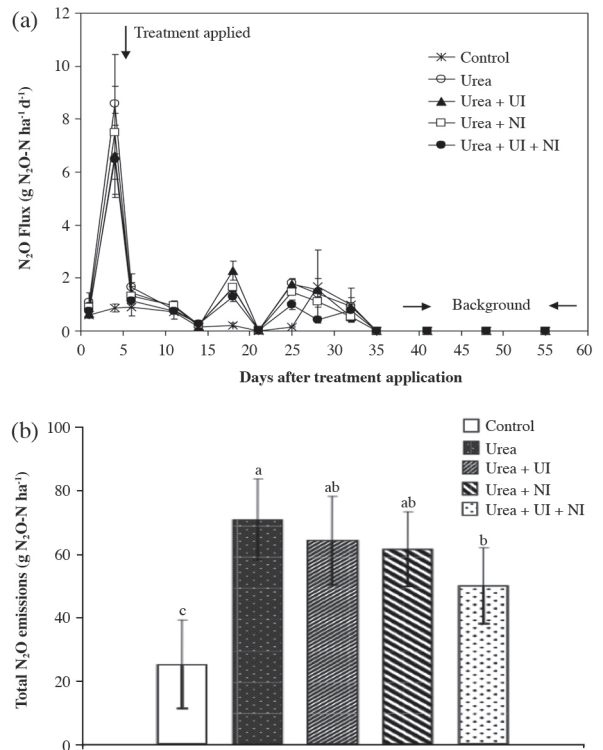 (a)
12
10
8
6
4
2
0
N₂O Flux (g N₂O-N ha⁻¹d⁻¹)
Treatment applied
Control
Urea
Urea + UI
Urea + NI
Urea + UI + NI
Background
0 5 10 15 20 25 30 35 40 45 50 55 60
Days after treatment application
(b)
100
80
60
40
20
0
Total N₂O emissions (g N₂O-N ha⁻¹)
Control
Urea
Urea + UI
Urea + NI
Urea + UI + NI
c
a
ab
ab
b